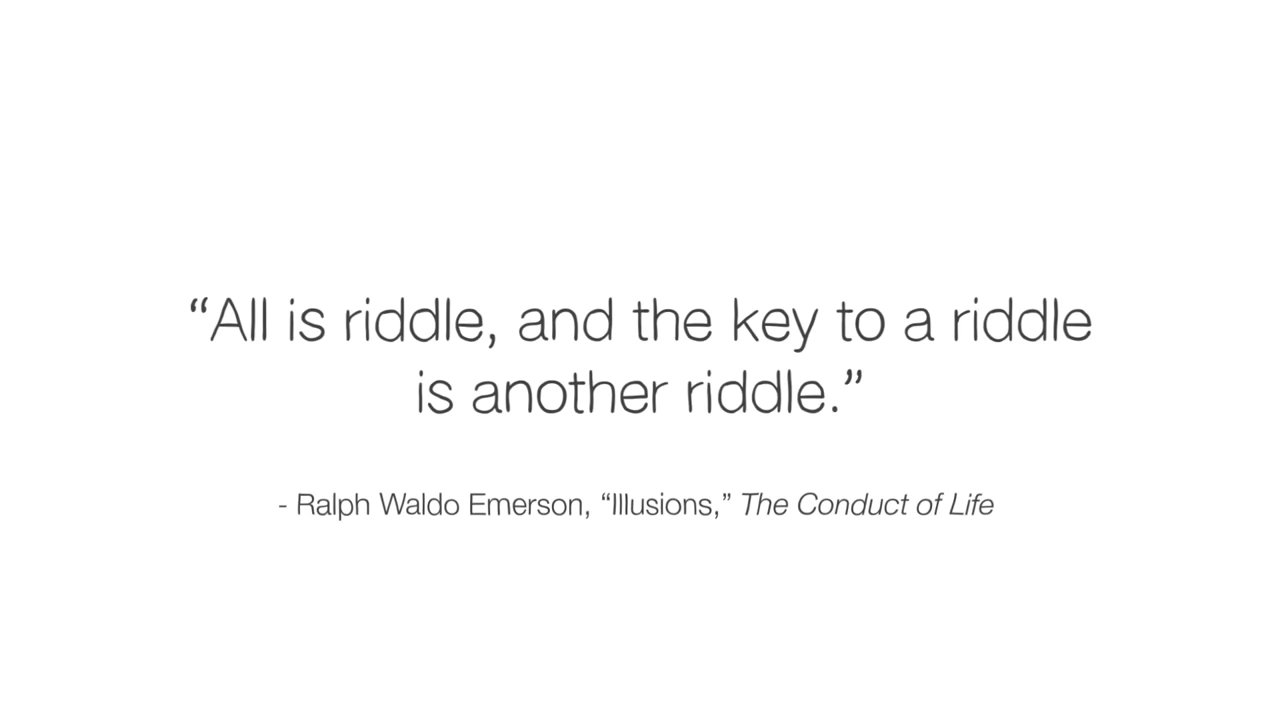 “All is riddle, and the key to a riddle
is another riddle.”
- Ralph Waldo Emerson, “Illusions,” The Conduct of Life